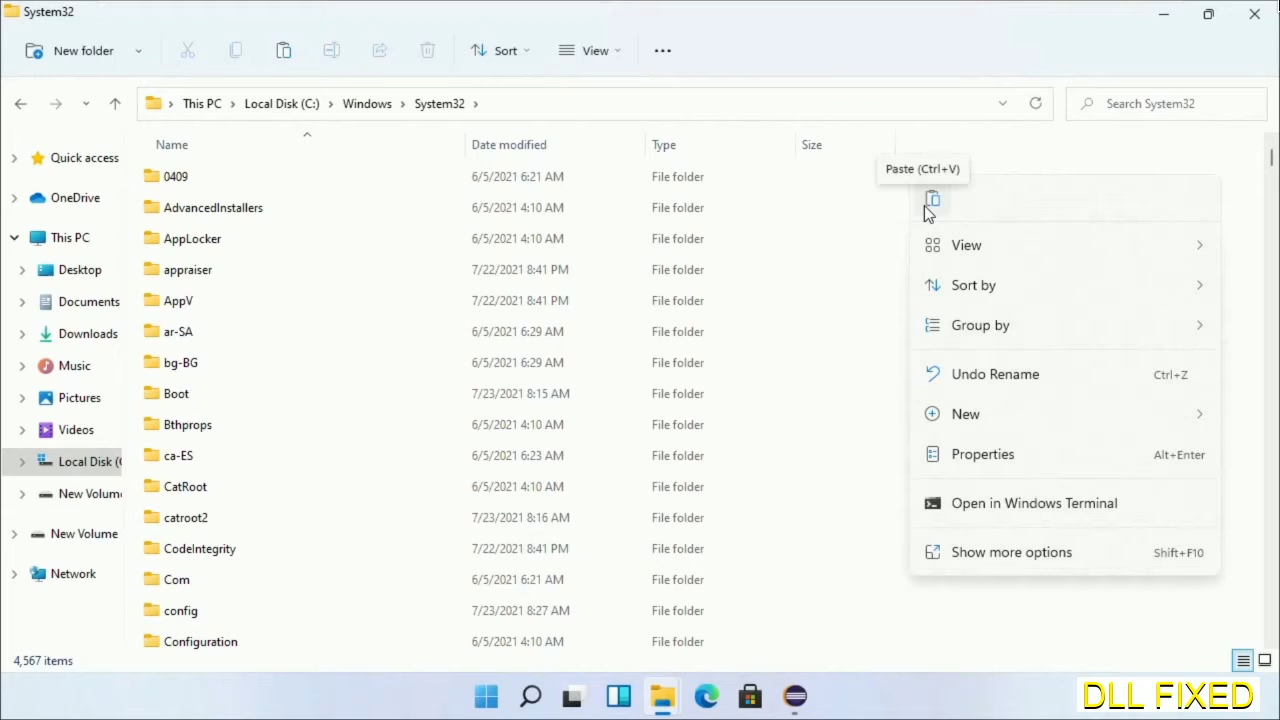 System32
New folder
Sort
View
This PC
Local Disk (C:)
Windows
System32
Search System32
Name
Date modified
Type
Size
Quick access
OneDrive
This PC
Desktop
Documents
Downloads
Music
Pictures
Videos
Local Disk (
New Volum
New Volume
Network
0409 6/5/2021 6:21 AM File folder
AdvancedInstallers 6/5/2021 4:10 AM File folder
AppLocker 6/5/2021 4:10 AM File folder
appraiser 7/22/2021 8:41 PM File folder
AppV 7/22/2021 8:41 PM File folder
ar-SA 6/5/2021 6:29 AM File folder
bg-BG 6/5/2021 6:29 AM File folder
Boot 7/23/2021 8:15 AM File folder
Bthprops 6/5/2021 4:10 AM File folder
ca-ES 6/5/2021 6:23 AM File folder
CatRoot 6/5/2021 4:10 AM File folder
catroot2 7/23/2021 8:16 AM File folder
CodeIntegrity 7/22/2021 8:41 PM File folder
Com 6/5/2021 6:21 AM File folder
config 7/23/2021 8:27 AM File folder
Configuration 6/5/2021 4:10 AM File folder
Paste (Ctrl+V)
View
Sort by
Group by
Undo Rename Ctrl+Z
New
Properties Alt+Enter
Open in Windows Terminal
Show more options Shift+F10
4,567 items
DLL FIXED